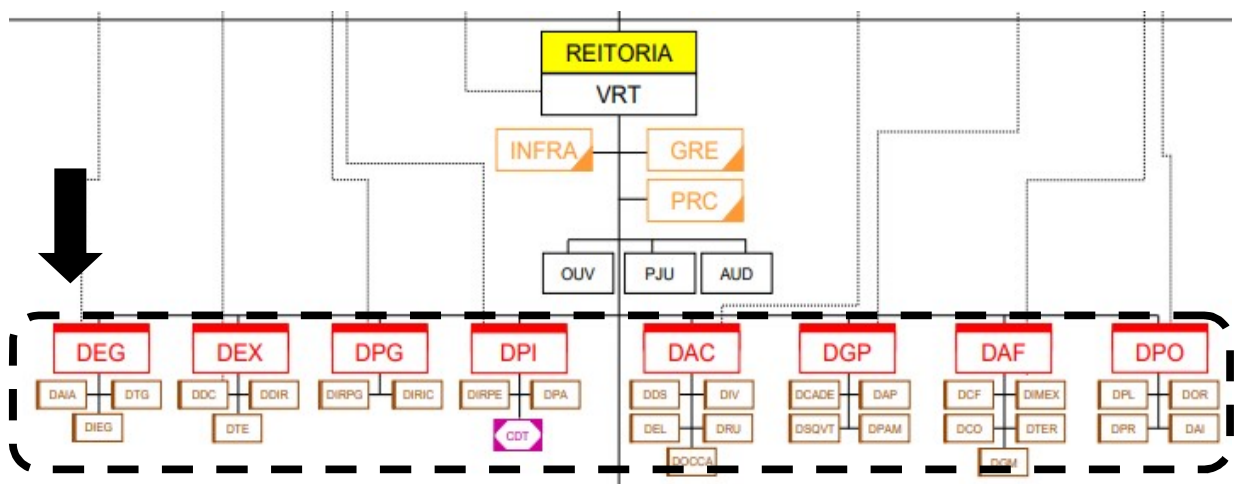 REITORIA
VRT
INFRA GRE
PRC
OUV PJU AUD
DEG DEX DPG DPI DAC DGP DAF DPO
DAIA DTG DDC DDIR DIRPG DIRIC DIRPE DPA DDS DIV DCADE DAP DCF DIMEX DPL DOR
DIEG DTE CDT DEL DRU DSQVT DPAM DCO DTER DPR DAI
DOCCA DGM